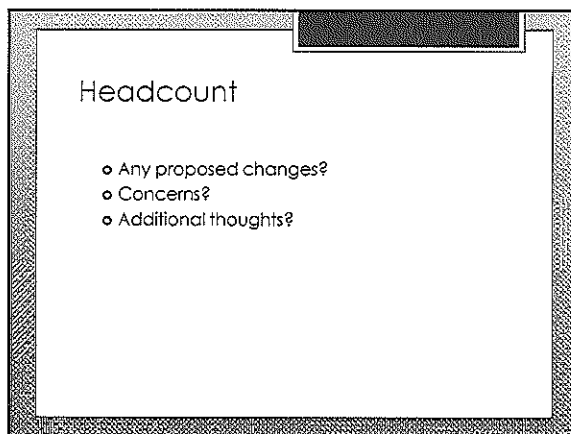 Headcount
Any proposed changes?
Concerns?
Additional thoughts?